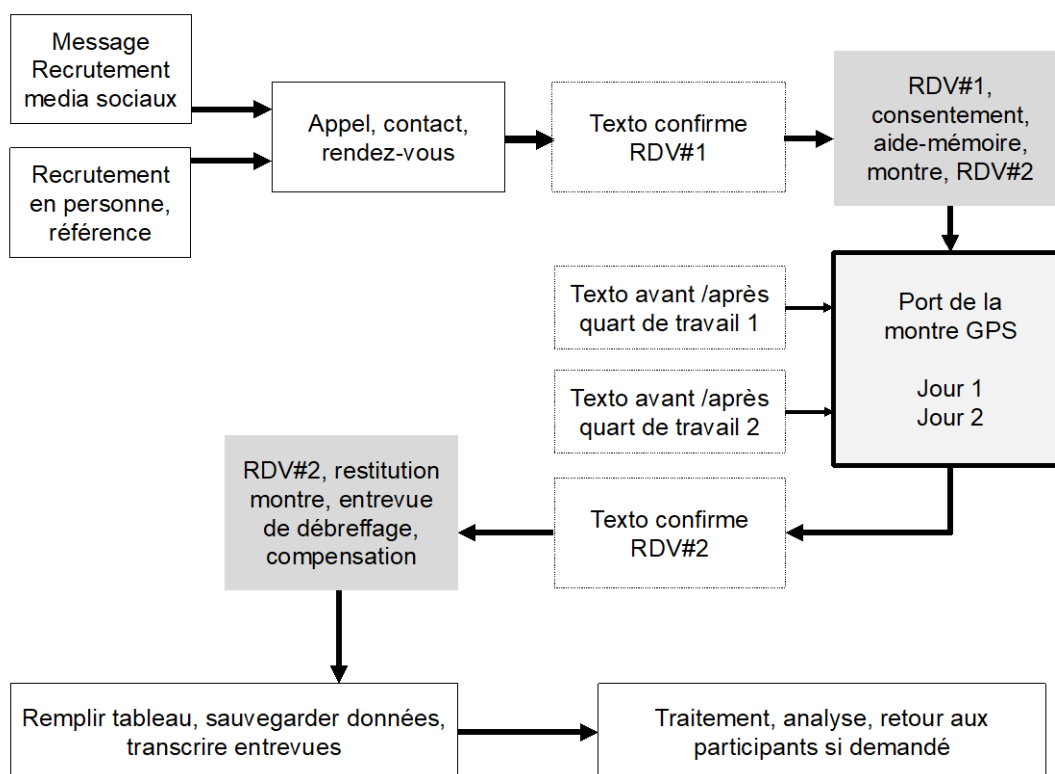 Message
Recrutement
media sociaux
Recrutement
en personne,
référence
Appel, contact,
rendez-vous
Texto confirme
RDV#1
RDV#1,
consentement,
aide-mémoire,
montre, RDV#2
Texto avant /après
quart de travail 1
Texto avant /après
quart de travail 2
Port de la
montre GPS
Jour 1
Jour 2
Texto confirme
RDV#2
RDV#2, restitution
montre, entrevue
de débreffage,
compensation
Remplir tableau, sauvegarder données,
transcrire entrevues
Traitement, analyse, retour aux
participants si demandé